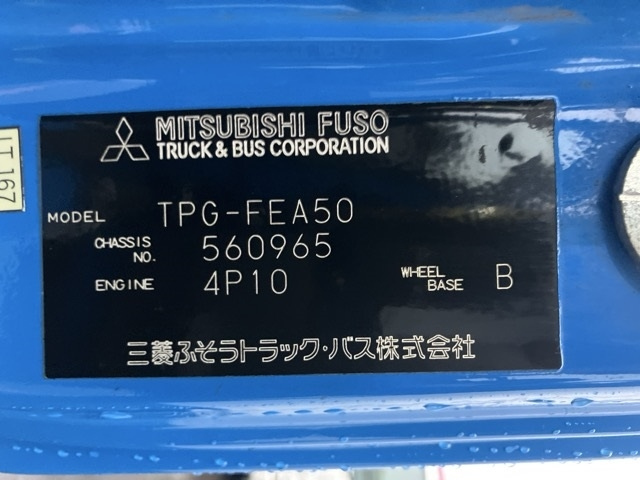 MITSUBISHI FUSO
TRUCK & BUS CORPORATION
MODEL TPG-FEA50
CHASSIS NO. 560965
ENGINE 4P10 WHEEL BASE B
三菱ふそうトラック・バス株式会社
LT 167